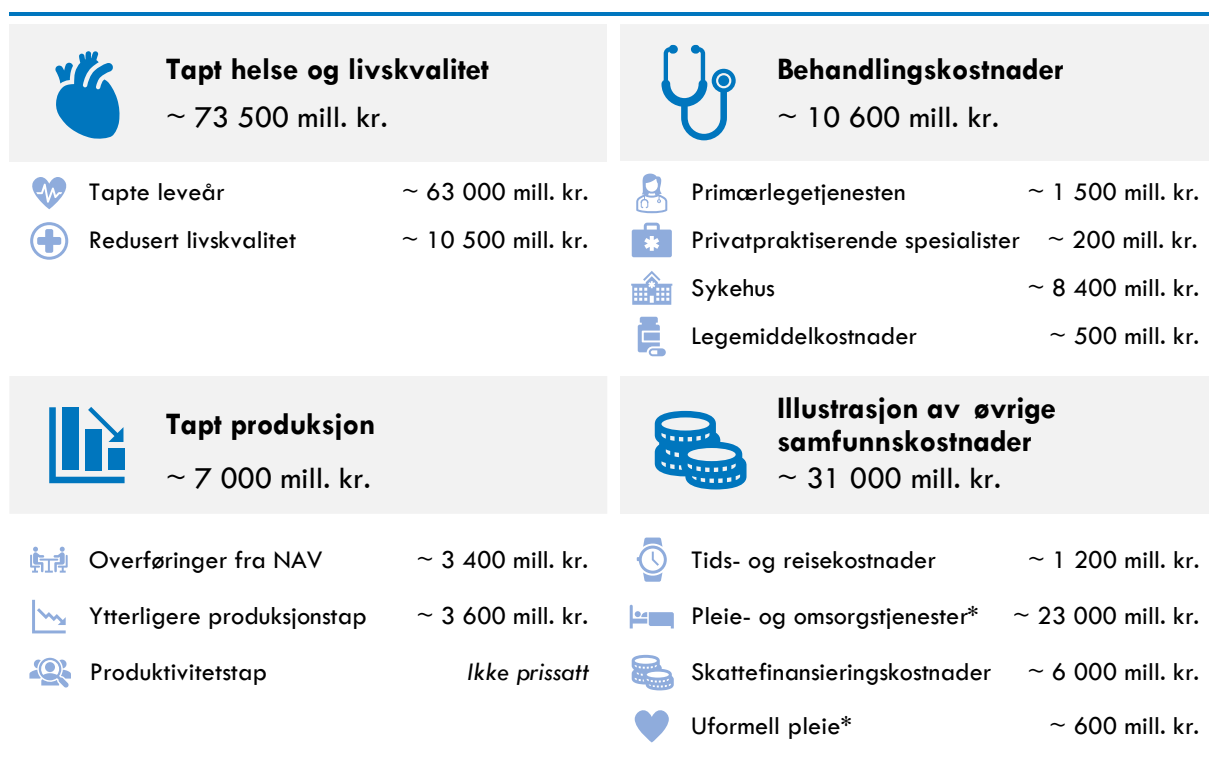 Tapt helse og livskvalitet
~ 73 500 mill. kr.
Tapte leveår ~ 63 000 mill. kr.
Redusert livskvalitet ~ 10 500 mill. kr.
Behandlingskostnader
~ 10 600 mill. kr.
Primærlegetjenesten ~ 1 500 mill. kr.
Privatpraktiserende spesialister ~ 200 mill. kr.
Sykehus ~ 8 400 mill. kr.
Legemiddelkostnader ~ 500 mill. kr.
Tapt produksjon
~ 7 000 mill. kr.
Overføringer fra NAV ~ 3 400 mill. kr.
Ytterligere produksjonstap ~ 3 600 mill. kr.
Produktivitetstap Ikke prissatt
Illustrasjon av øvrige
samfunnskostnader
~ 31 000 mill. kr.
Tids- og reisekostnader ~ 1 200 mill. kr.
Pleie- og omsorgstjenester* ~ 23 000 mill. kr.
Skattefinansieringskostnader ~ 6 000 mill. kr.
Uformell pleie* ~ 600 mill. kr.